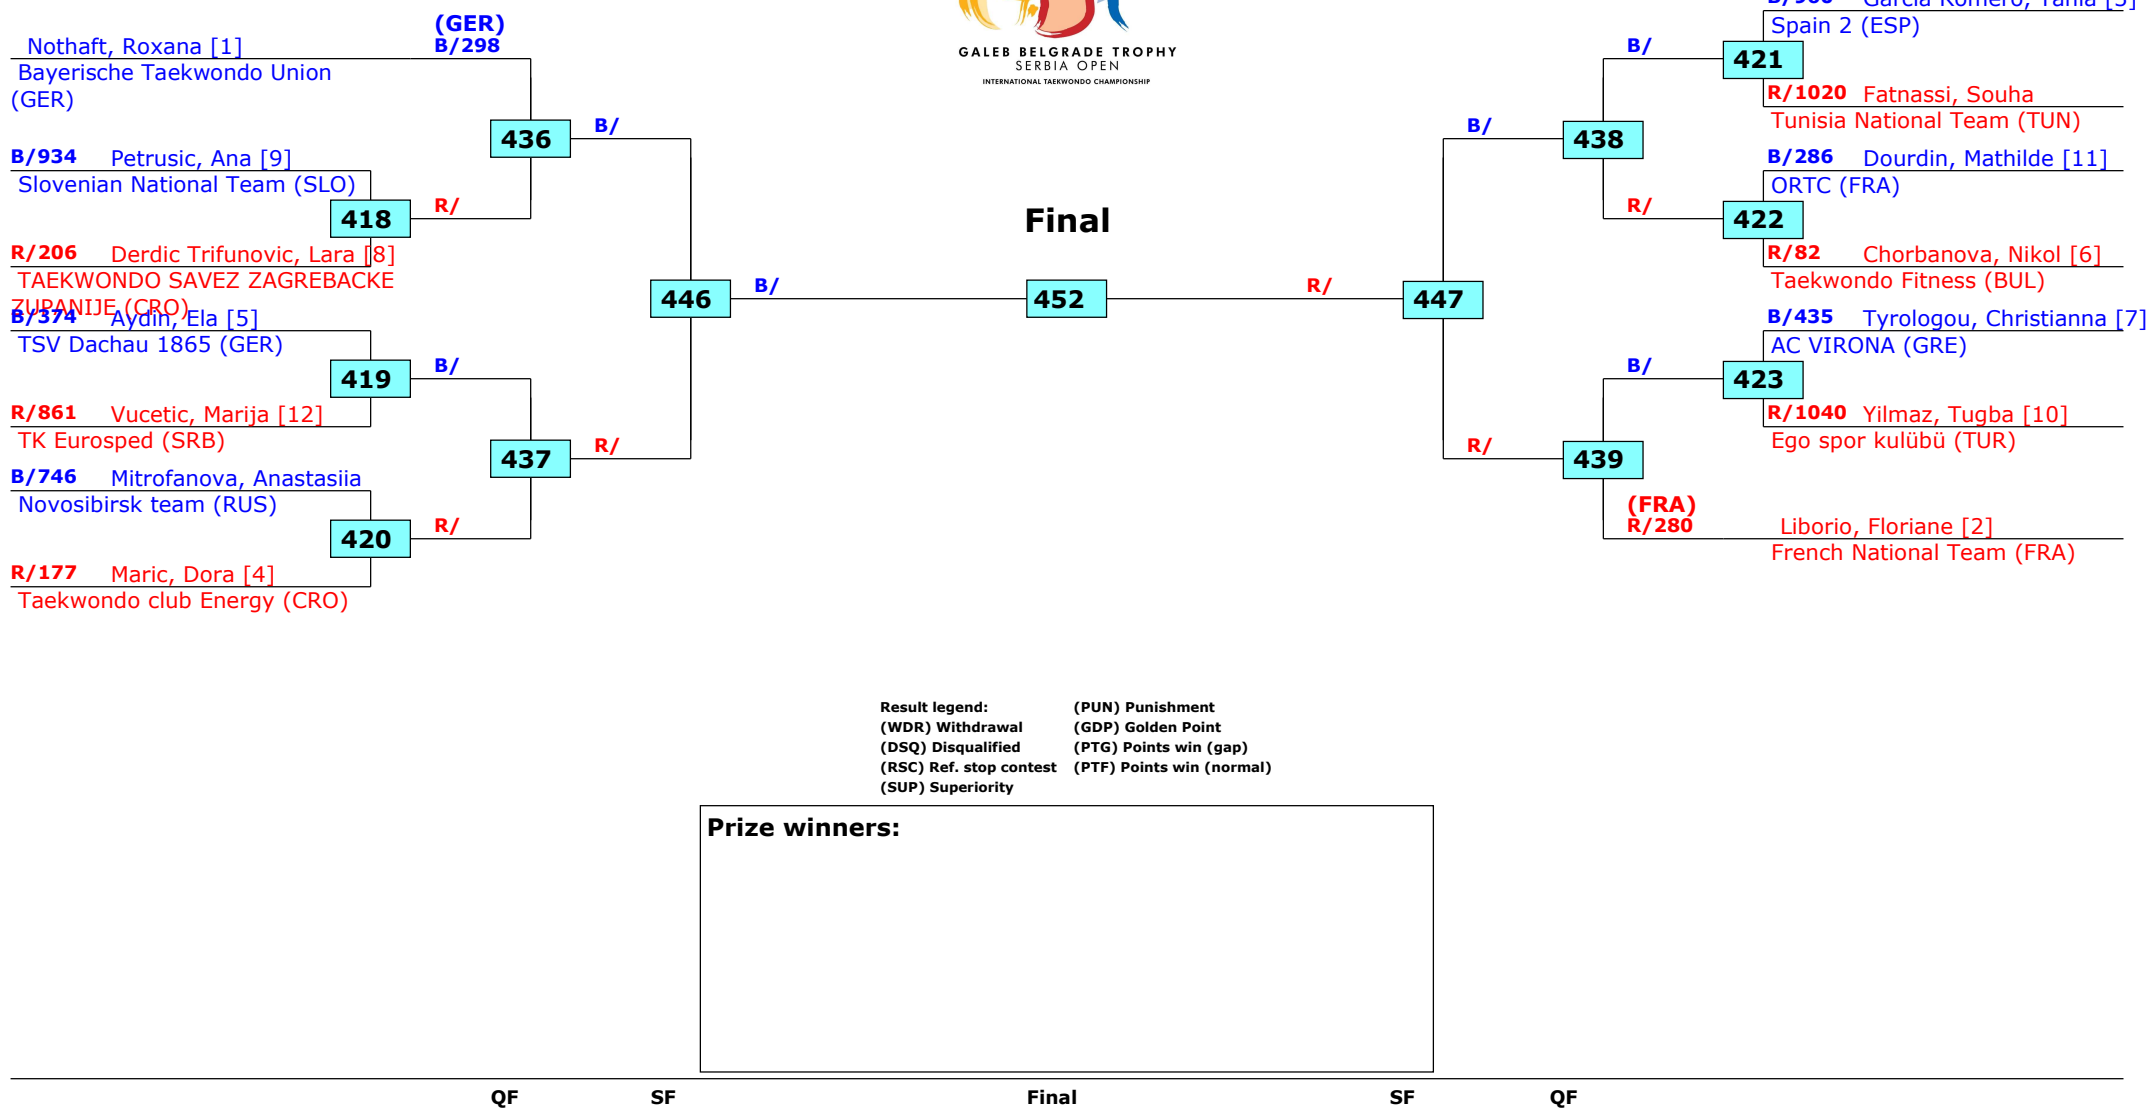 (GER)
Nothaft, Roxana [1] B/298
Bayerische Taekwondo Union
(GER)
436
B/
B/934 Petrusic, Ana [9]
Slovenian National Team (SLO)
418
R/
R/206 Derdic Trifunovic, Lara [8]
TAEKWONDO SAVEZ ZAGREBACKE
ZUPANIJE (CRO)
B/374 Aydin, Ela [5]
TSV Dachau 1865 (GER)
419
B/
R/861 Vucetic, Marija [12]
TK Eurosped (SRB)
437
R/
B/746 Mitrofanova, Anastasiia
Novosibirsk team (RUS)
420
R/
R/177 Maric, Dora [4]
Taekwondo club Energy (CRO)
446
B/
GALEB BELGRADE TROPHY
SERBIA OPEN
INTERNATIONAL TAEKWONDO CHAMPIONSHIP
Final
452
R/
447
Garcia Romero, Tania
Spain 2 (ESP)
B/
421
R/1020 Fatnassi, Souha
Tunisia National Team (TUN)
B/
438
B/286 Dourdin, Mathilde [11]
ORTC (FRA)
R/
422
R/82 Chorbanova, Nikol [6]
Taekwondo Fitness (BUL)
B/435 Tyrologou, Christianna [7]
AC VIRONA (GRE)
B/
423
R/1040 Yilmaz, Tugba [10]
Ego spor kulübü (TUR)
R/
439
(FRA)
R/280 Liborio, Floriane [2]
French National Team (FRA)
Result legend: (PUN) Punishment
(WDR) Withdrawal (GDP) Golden Point
(DSQ) Disqualified (PTG) Points win (gap)
(RSC) Ref. stop contest (PTF) Points win (normal)
(SUP) Superiority
Prize winners:
QF SF Final SF QF